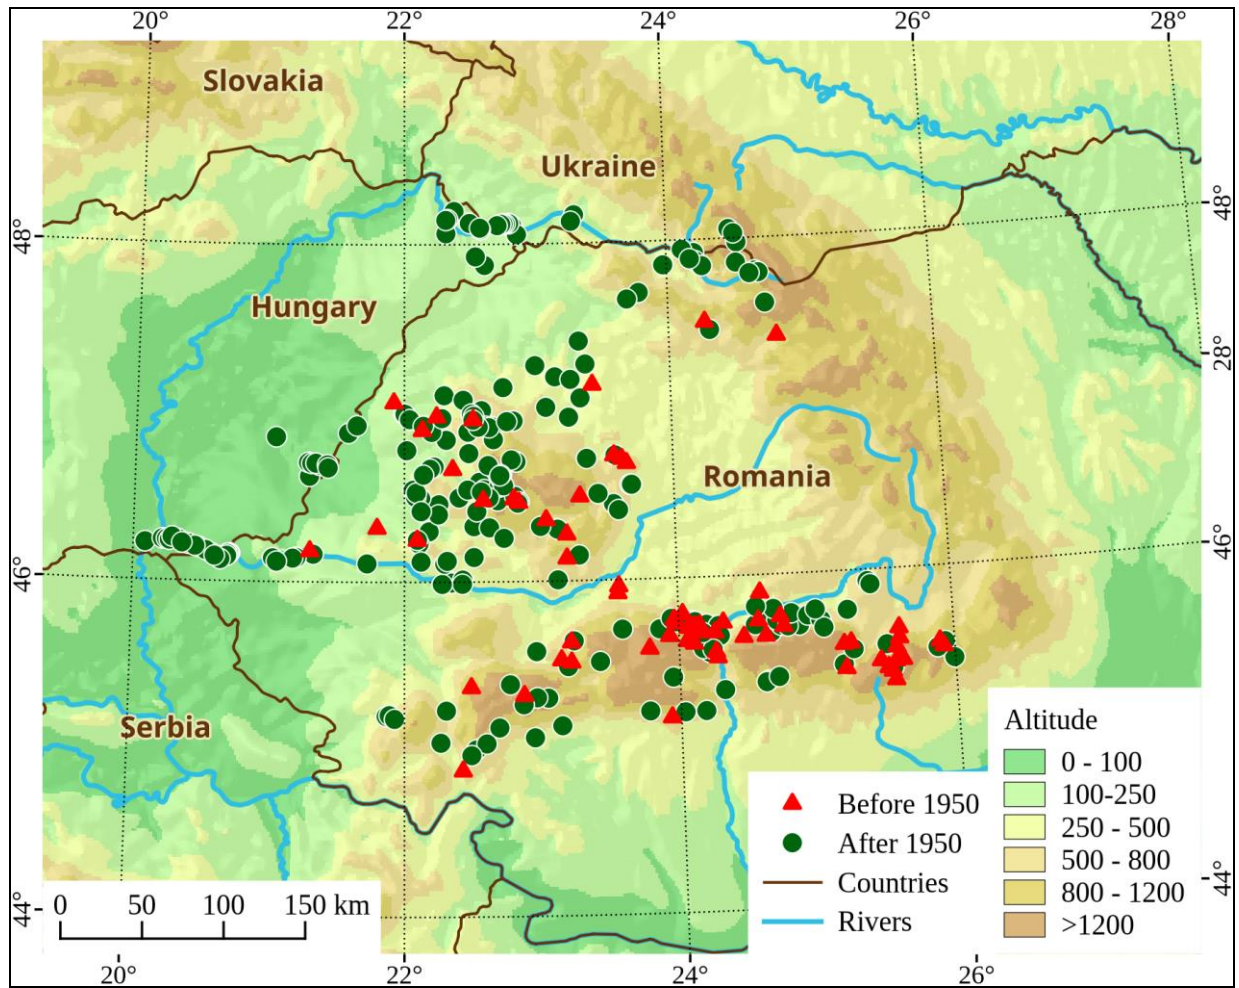 20° 22° 24° 26° 28°
Slovakia
Ukraine
48°
48°
Hungary
28°
Romania
46°
46°
Serbia
Altitude
0 - 100
100-250
250 - 500
500 - 800
800 - 1200
>1200
Before 1950
After 1950
Countries
Rivers
44°
44°
0 50 100 150 km
20° 22° 24° 26°